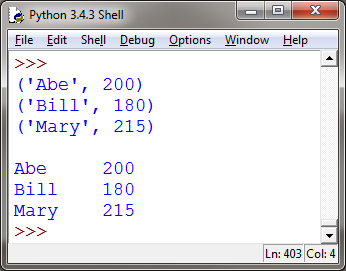 Python 3.4.3 Shell
File Edit Shell Debug Options Window Help
>>>
('Abe', 200)
('Bill', 180)
('Mary', 215)
Abe 200
Bill 180
Mary 215
>>>
Ln: 403 Col: 4